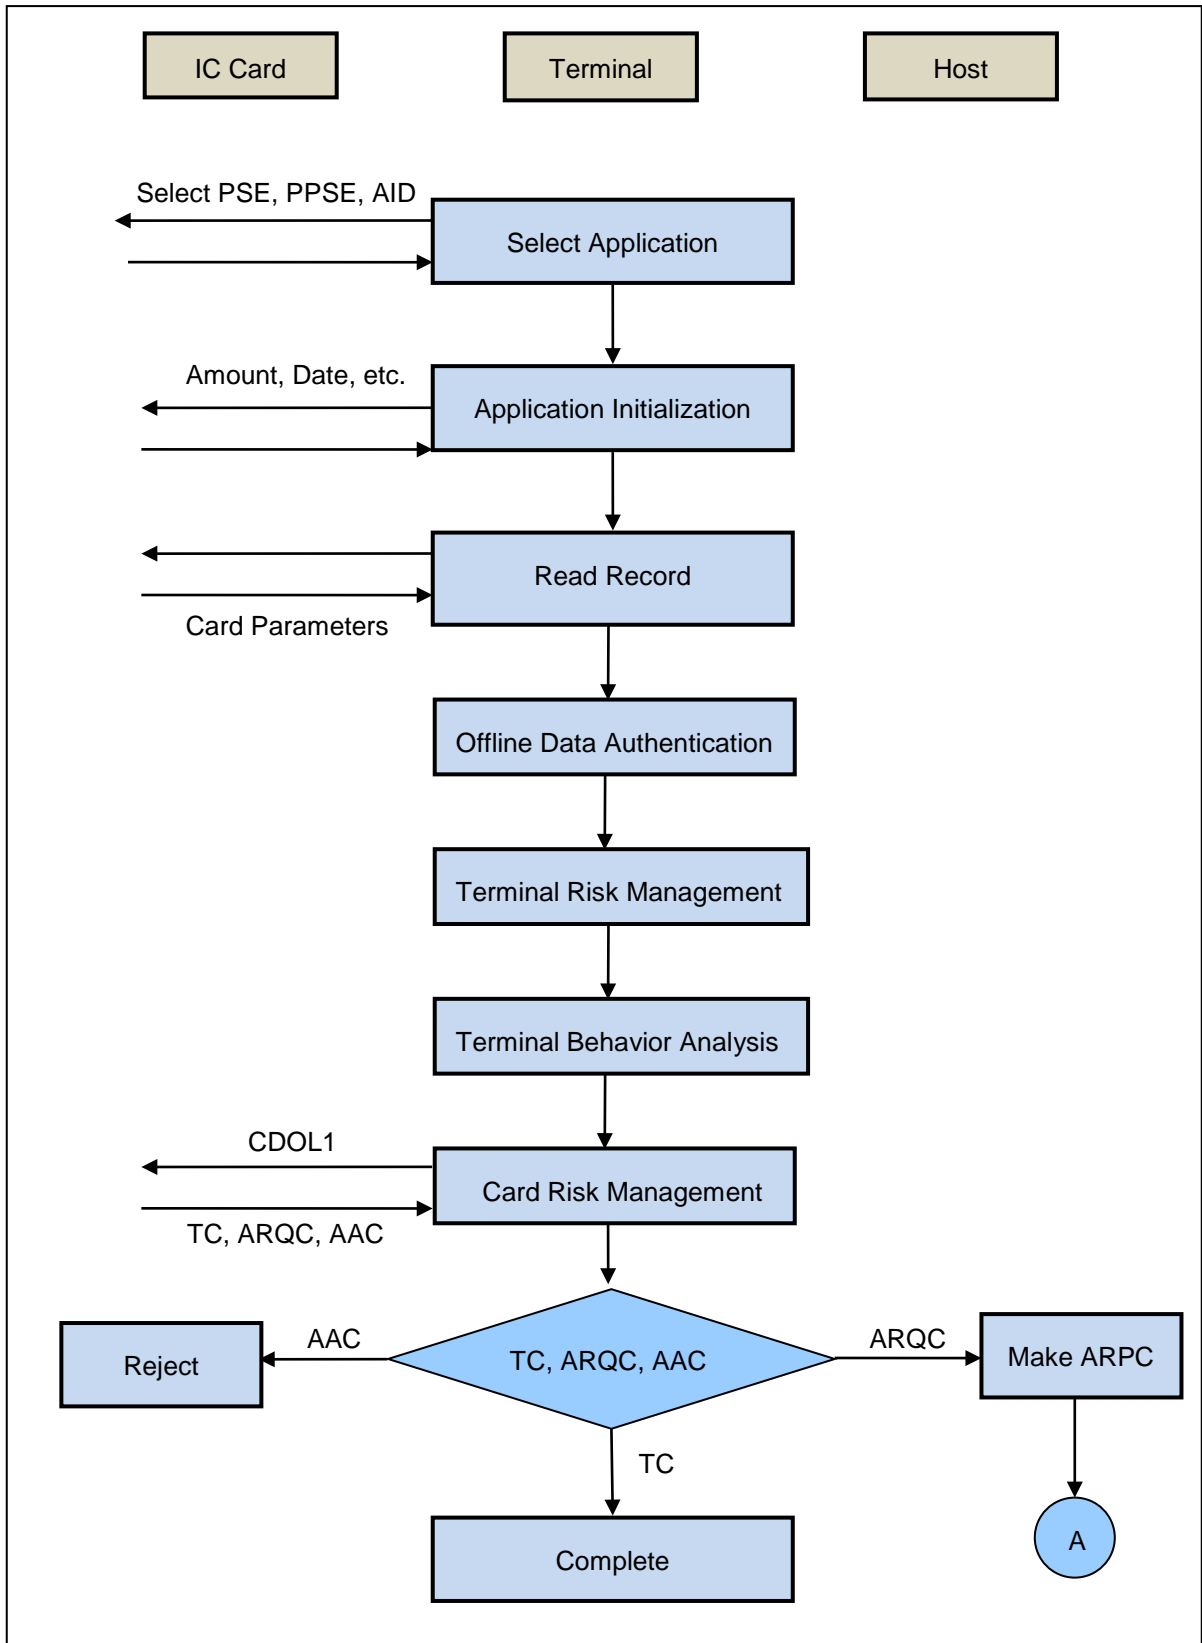 IC Card
Terminal
Host
Select PSE, PPSE, AID
Select Application
Amount, Date, etc.
Application Initialization
Read Record
Card Parameters
Offline Data Authentication
Terminal Risk Management
Terminal Behavior Analysis
CDOL1
Card Risk Management
TC, ARQC, AAC
AAC
ARQC
Reject
TC, ARQC, AAC
Make ARPC
TC
Complete
A